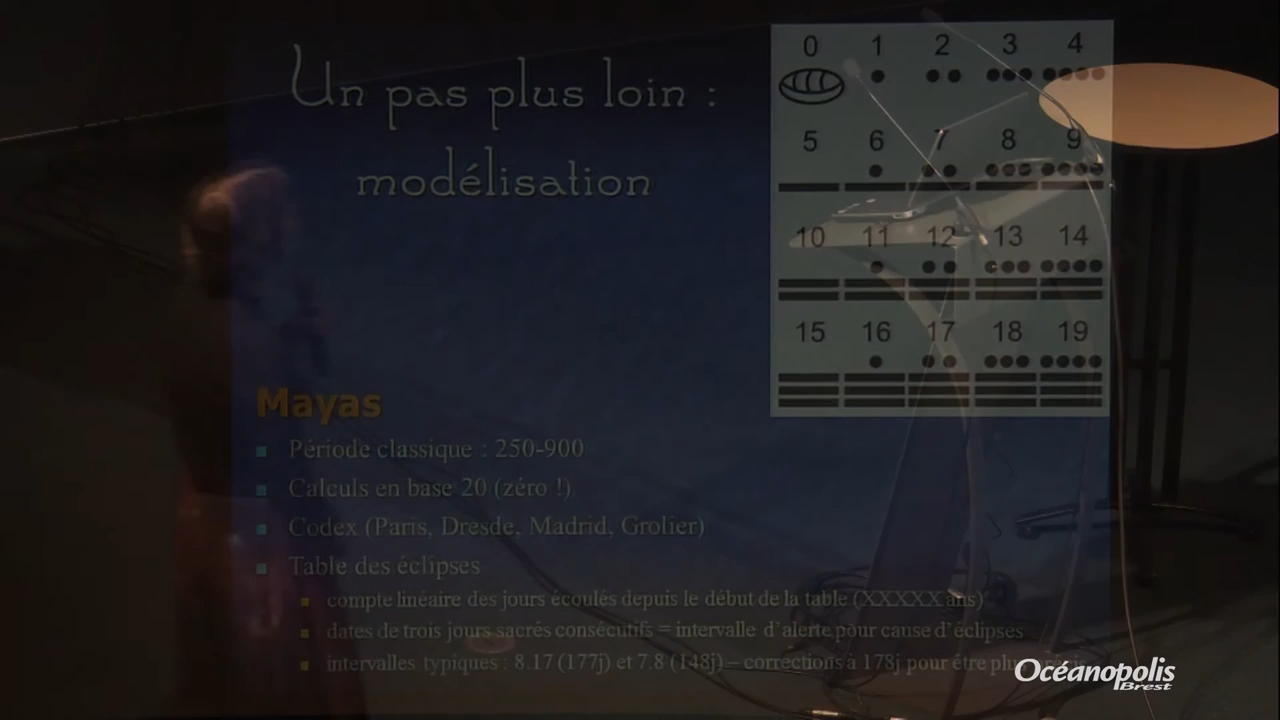 Un pas plus loin :
modélisation
0 1 2 3 4
5 6 7 8 9
10 11 12 13 14
15 16 17 18 19
Mayas
Période classique : 250-900
Calculs en base 20 (zéro !)
Codex (Paris, Dresde, Madrid, Grolier)
Table des éclipses
compte linéaire des jours écoulés depuis le début de la table (XXXXX ans)
dates de trois jours sacrés consécutifs = intervalle d'alerte pour cause d'éclipses
intervalles typiques : 8.17 (177j) et 7.8 (148j) – corrections à 178j pour être
Océanopolis
Brest